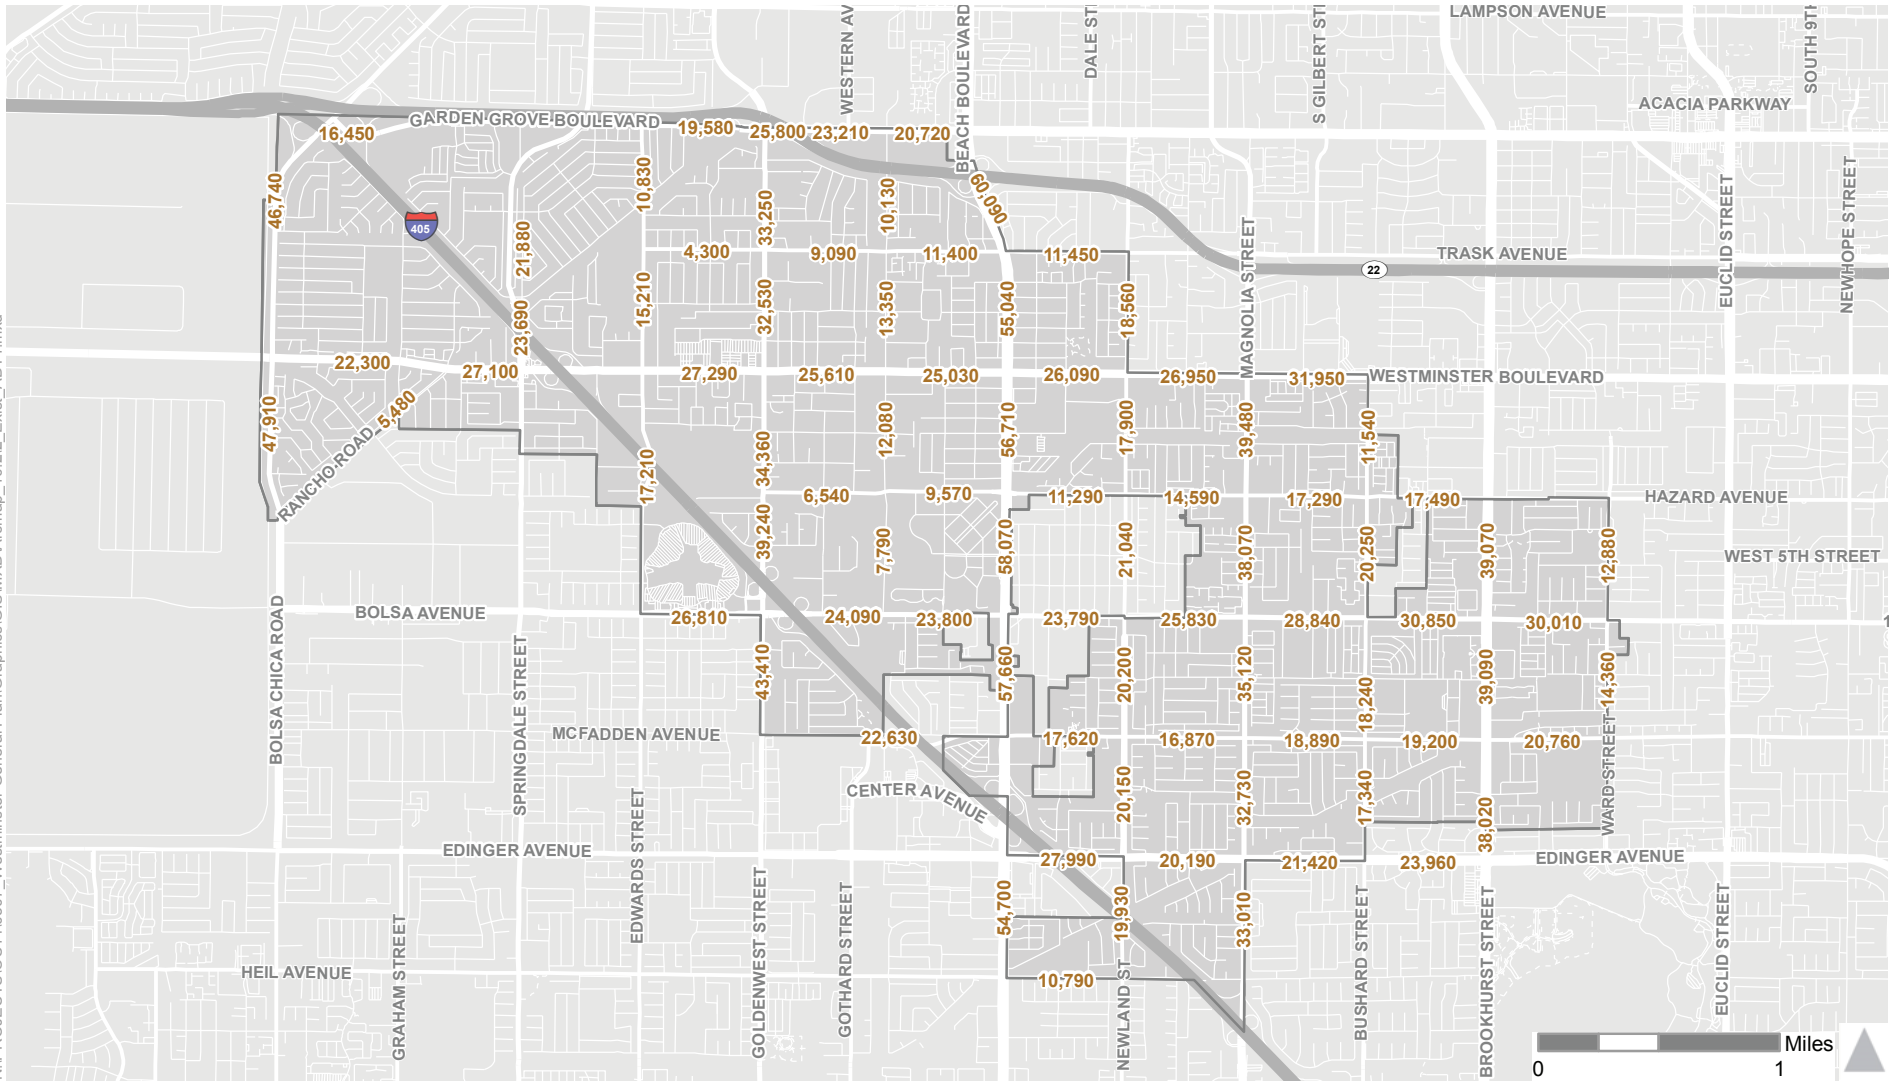 LAMPSON AVENUE
WESTERN AV
BEACH BOULEVARD
DALE ST
S GILBERT ST
SOUTH 9TH
ACACIA PARKWAY
GARDEN GROVE BOULEVARD
16,450
19,580
25,800
23,210
20,720
10,830
46,740
33,250
10,130
60,090
405
21,880
4,300
9,090
11,400
11,450
MAGNOLIA STREET
22
TRASK AVENUE
EUCLID STREET
NEWHOPE STREET
15,210
32,530
13,350
55,040
18,560
23,690
22,300
27,100
27,290
25,610
25,030
26,090
26,950
31,950
WESTMINSTER BOULEVARD
47,910
RANCHO ROAD
5,480
17,210
34,360
12,080
56,710
17,900
39,480
11,540
6,540
9,570
11,290
14,590
17,290
17,490
HAZARD AVENUE
39,240
7,790
58,070
21,040
38,070
20,250
39,070
12,880
WEST 5TH STREET
BOLSA AVENUE
26,810
24,090
23,800
23,790
25,830
28,840
30,850
30,010
1
BOLSA CHICA ROAD
SPRINGDALE STREET
43,410
57,660
20,200
35,120
18,240
39,090
14,360
MCFADDEN AVENUE
22,630
17,620
16,870
18,890
19,200
20,760
WARD STREET
CENTER AVENUE
20,150
32,730
17,340
38,020
EDINGER AVENUE
27,990
20,190
21,420
23,960
EDINGER AVENUE
EDWARDS STREET
GOLDENWEST STREET
GOTHARD STREET
54,700
19,930
33,010
BUSHARD STREET
BROOKHURST STREET
EUCLID STREET
HEIL AVENUE
GRAHAM STREET
10,790
NEWLAND ST
Miles
0
1